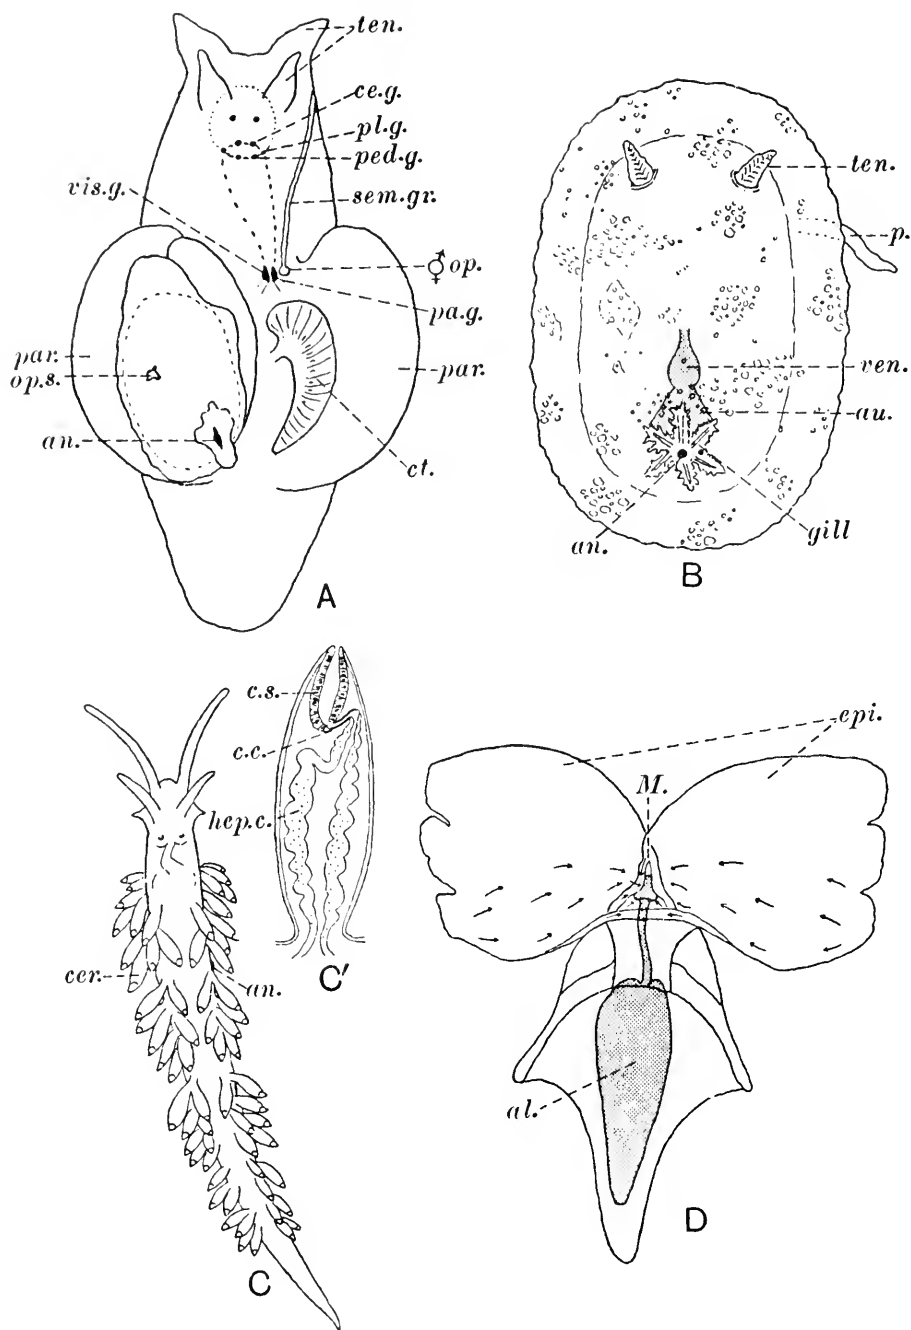 ten.
ce.g.
pl.g.
ped.g.
vis.g.
sem.gr.
⚥ op.
pa.g.
par.
op.s.
par.
an.
ct.
A
ten.
p.
ven.
au.
an.
gill
B
c.s.
c.c.
hep.c.
C′
cer.
an.
C
epi.
M.
al.
D